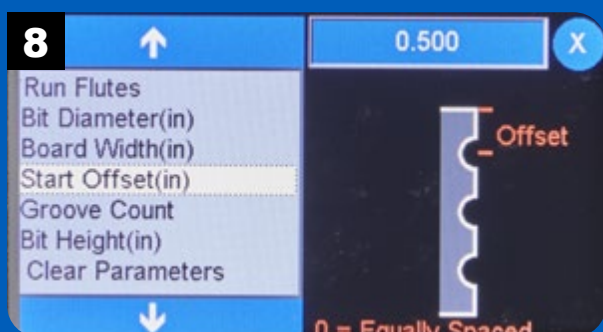 8
0.500
X
Run Flutes
Bit Diameter(in)
Board Width(in)
Start Offset(in)
Groove Count
Bit Height(in)
Clear Parameters
Offset
0 = Equally Spaced